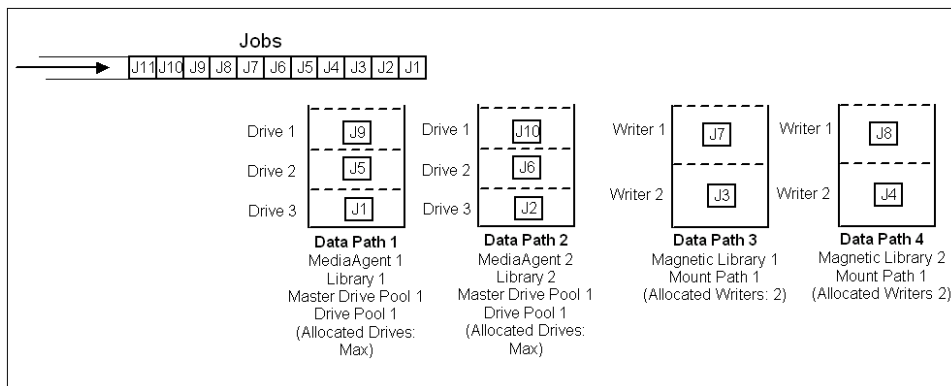 Jobs
J11 J10 J9 J8 J7 J6 J5 J4 J3 J2 J1
Drive 1 J9 Drive 1 J10 Writer 1 J7 Writer 1 J8
Drive 2 J5 Drive 2 J6
Drive 3 J1 Drive 3 J2 Writer 2 J3 Writer 2 J4
Data Path 1
MediaAgent 1
Library 1
Master Drive Pool 1
Drive Pool 1
(Allocated Drives:
Max)
Data Path 2
MediaAgent 2
Library 2
Master Drive Pool 1
Drive Pool 1
(Allocated Drives:
Max)
Data Path 3
Magnetic Library 1
Mount Path 1
(Allocated Writers: 2)
Data Path 4
Magnetic Library 2
Mount Path 1
(Allocated Writers 2)